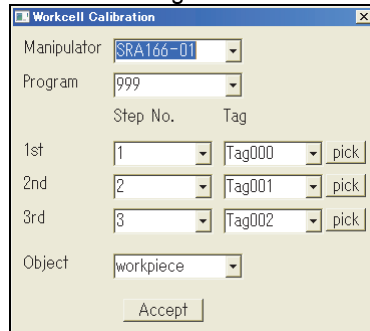 Workcell Calibration
Manipulator SRA166-01
Program 999
Step No. Tag
1st 1 Tag000 pick
2nd 2 Tag001 pick
3rd 3 Tag002 pick
Object workpiece
Accept